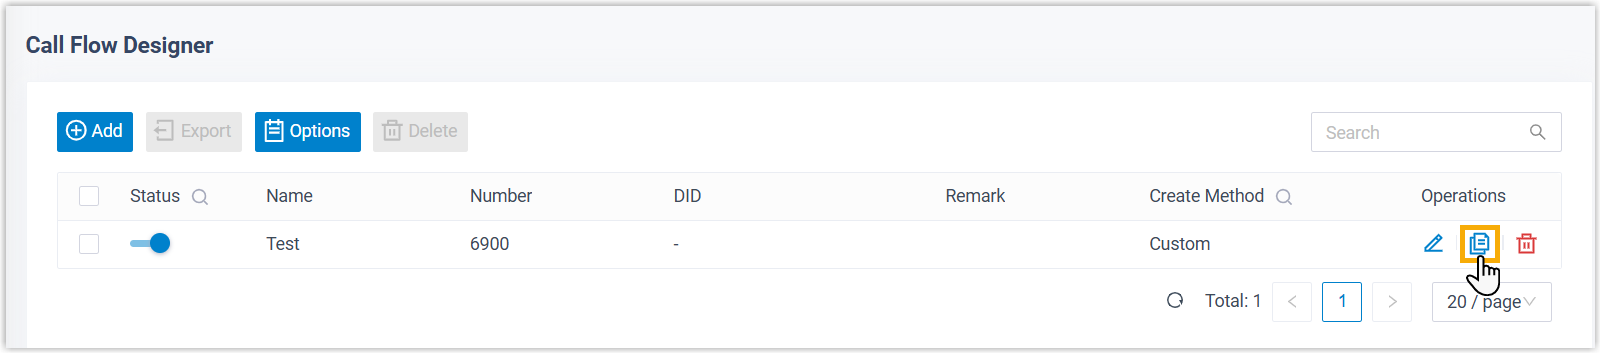 Call Flow Designer
Add Export Options Delete Search
Status Name Number DID Remark Create Method Operations
Test 6900 - Custom
Total: 1 < 1 > 20 / page